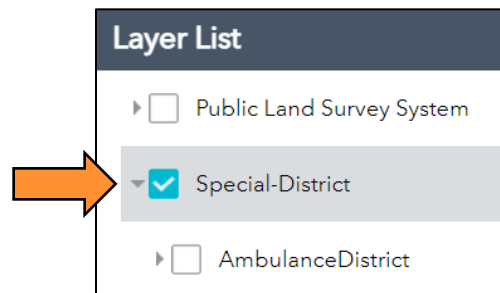 Layer List
Public Land Survey System
Special-District
AmbulanceDistrict